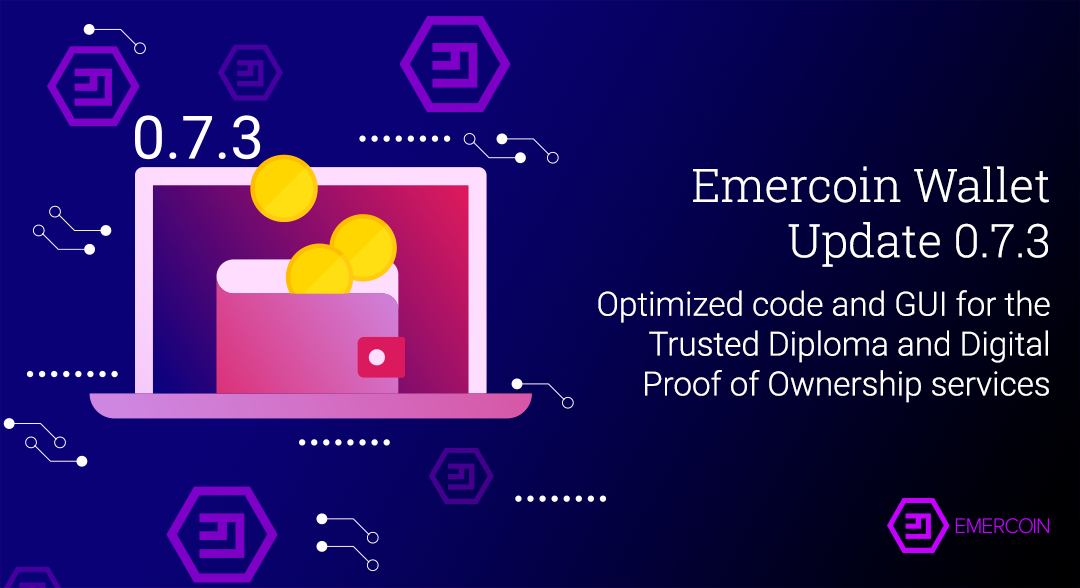 0.7.3
Emercoin Wallet
Update 0.7.3
Optimized code and GUI for the
Trusted Diploma and Digital
Proof of Ownership services
EMERCOIN